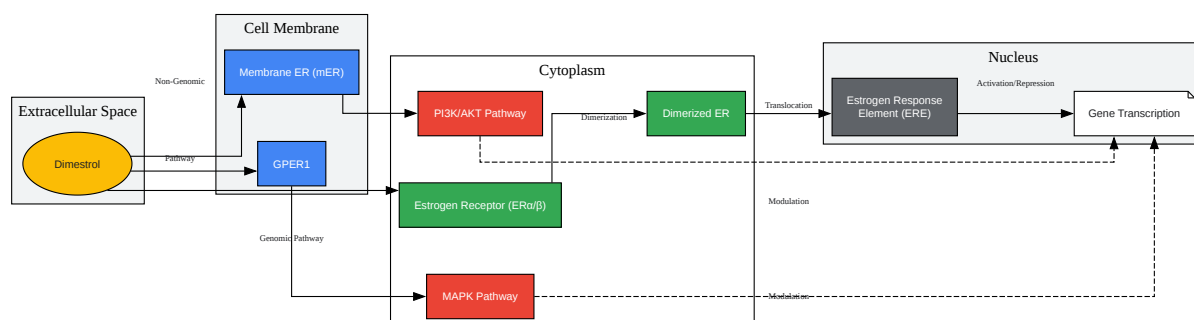 Extracellular Space
Dimestrol
Cell Membrane
Non-Genomic
Pathway
Membrane ER (mER)
GPER1
Genomic Pathway
Cytoplasm
PI3K/AKT Pathway
Estrogen Receptor (ERα/β)
MAPK Pathway
Dimerization
Dimerized ER
Translocation
Modulation
Modulation
Nucleus
Estrogen Response
Element (ERE)
Activation/Repression
Gene Transcription